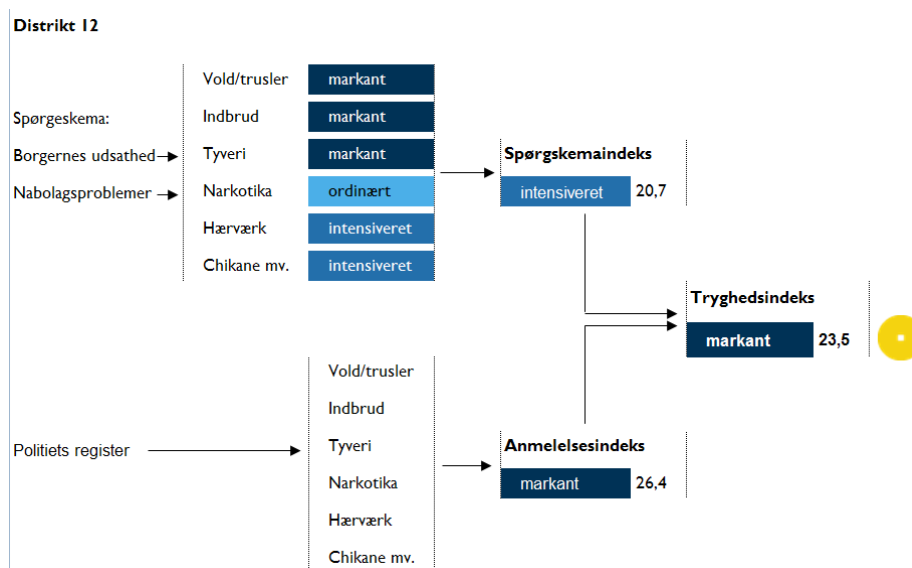 Distrikt 12
Vold/trusler markant
Spørgeskema: Indbrud markant
Borgernes udsathed Tyveri markant
Nabolagsproblemer Narkotika ordinært
Hærværk intensiveret
Chikane mv. intensiveret
Spørgskemaindeks
intensiveret 20,7
Tryghedsindeks
markant 23,5
Politiets register
Vold/trusler
Indbrud
Tyveri
Narkotika
Hærværk
Chikane mv.
Anmelelsesindeks
markant 26,4